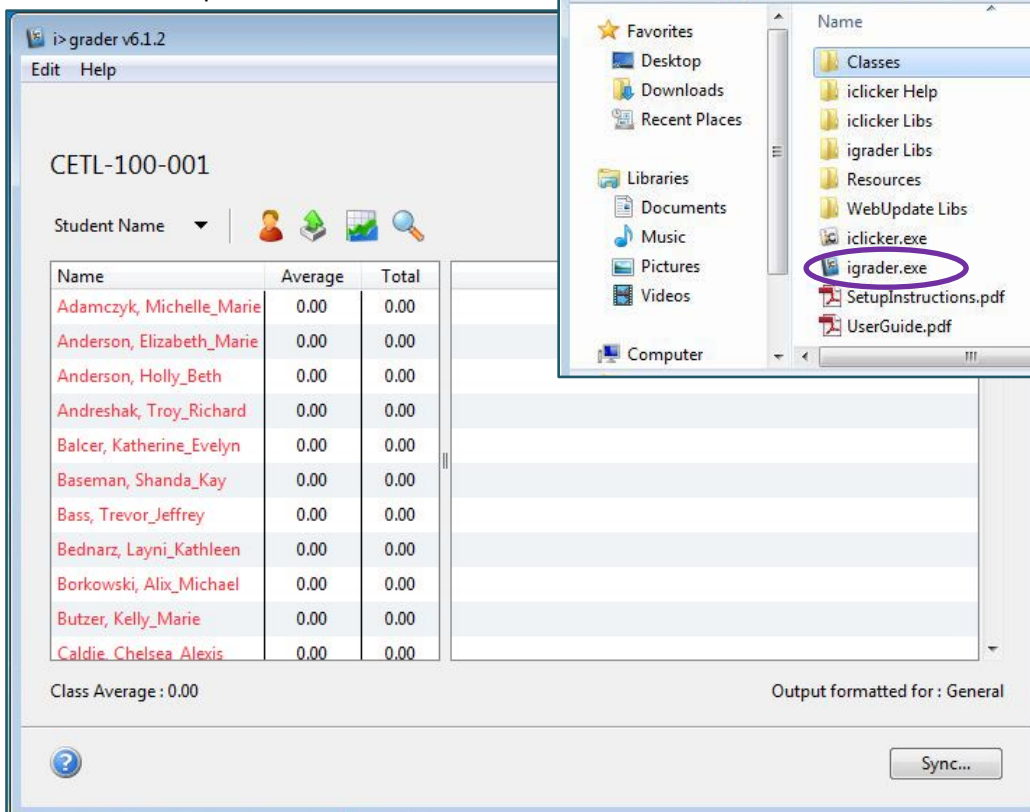 i>grader v6.1.2
Edit Help
CETL-100-001
Student Name
Name Average Total
Adamczyk, Michelle_Marie 0.00 0.00
Anderson, Elizabeth_Marie 0.00 0.00
Anderson, Holly_Beth 0.00 0.00
Andreshak, Troy_Richard 0.00 0.00
Balcer, Katherine_Evelyn 0.00 0.00
Baseman, Shanda_Kay 0.00 0.00
Bass, Trevor_Jeffrey 0.00 0.00
Bednarz, Layni_Kathleen 0.00 0.00
Borkowski, Alix_Michael 0.00 0.00
Butzer, Kelly_Marie 0.00 0.00
Caldie, Chelsea_Alexis 0.00 0.00
Class Average : 0.00
Output formatted for : General
Sync...
Favorites
Desktop
Downloads
Recent Places
Libraries
Documents
Music
Pictures
Videos
Computer
Name
Classes
iclicker Help
iclicker Libs
igrader Libs
Resources
WebUpdate Libs
iclicker.exe
igrader.exe
SetupInstructions.pdf
UserGuide.pdf